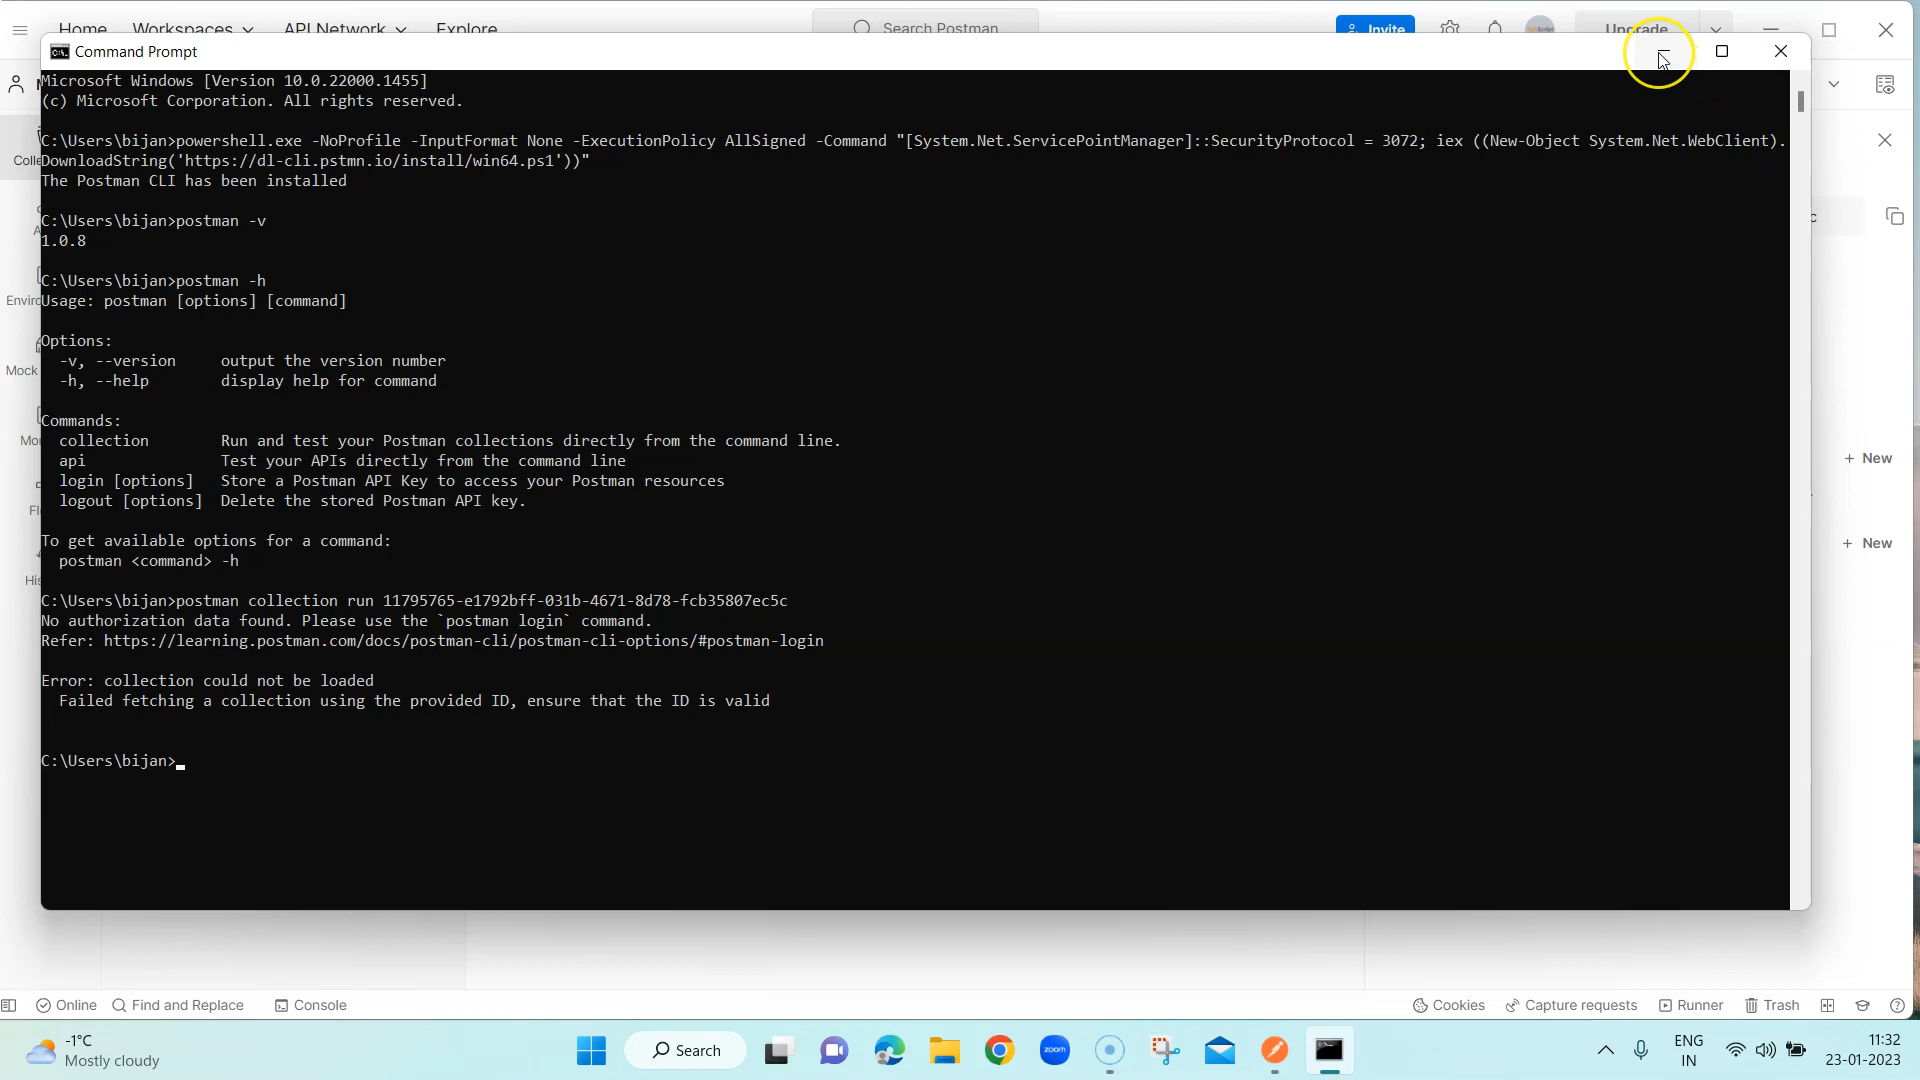 Home Workspaces API Network Explore Search Postman Invite Upgrade
Command Prompt
Microsoft Windows [Version 10.0.22000.1455]
(c) Microsoft Corporation. All rights reserved.
C:\Users\bijan>powershell.exe -NoProfile -InputFormat None -ExecutionPolicy AllSigned -Command "[System.Net.ServicePointManager]::SecurityProtocol = 3072; iex ((New-Object System.Net.WebClient).
DownloadString('https://dl-cli.pstmn.io/install/win64.ps1'))"
The Postman CLI has been installed
C:\Users\bijan>postman -v
1.0.8
C:\Users\bijan>postman -h
Usage: postman [options] [command]
Options:
-v, --version output the version number
-h, --help display help for command
Commands:
collection Run and test your Postman collections directly from the command line.
api Test your APIs directly from the command line
login [options] Store a Postman API Key to access your Postman resources
logout [options] Delete the stored Postman API key.
To get available options for a command:
postman <command> -h
C:\Users\bijan>postman collection run 11795765-e1792bff-031b-4671-8d78-fcb35807ec5c
No authorization data found. Please use the `postman login` command.
Refer: https://learning.postman.com/docs/postman-cli/postman-cli-options/#postman-login
Error: collection could not be loaded
Failed fetching a collection using the provided ID, ensure that the ID is valid
C:\Users\bijan>
Colle
Enviro
Mock
Mo
Fl
His
c
+ New
+ New
Online Find and Replace Console Cookies Capture requests Runner Trash
-1°C
Mostly cloudy
Search
zoom
ENG
IN
11:32
23-01-2023